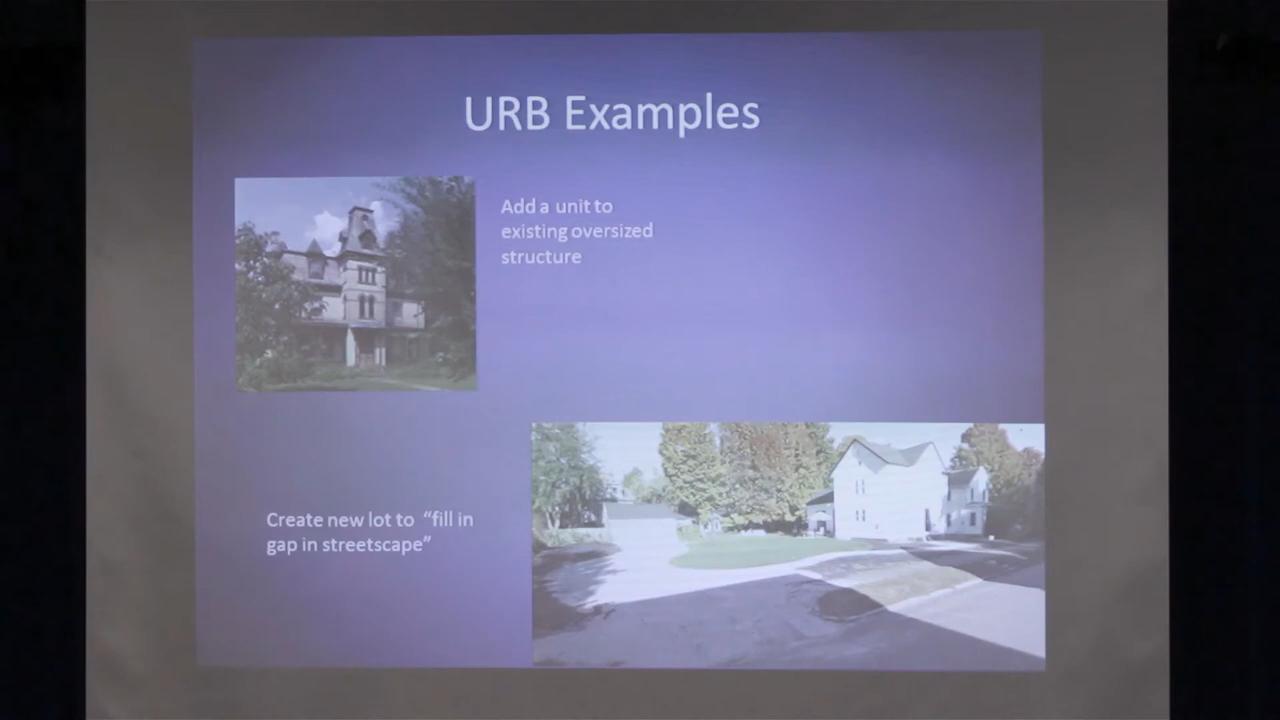 URB Examples
Add a unit to
existing oversized
structure
Create new lot to “fill in
gap in streetscape”